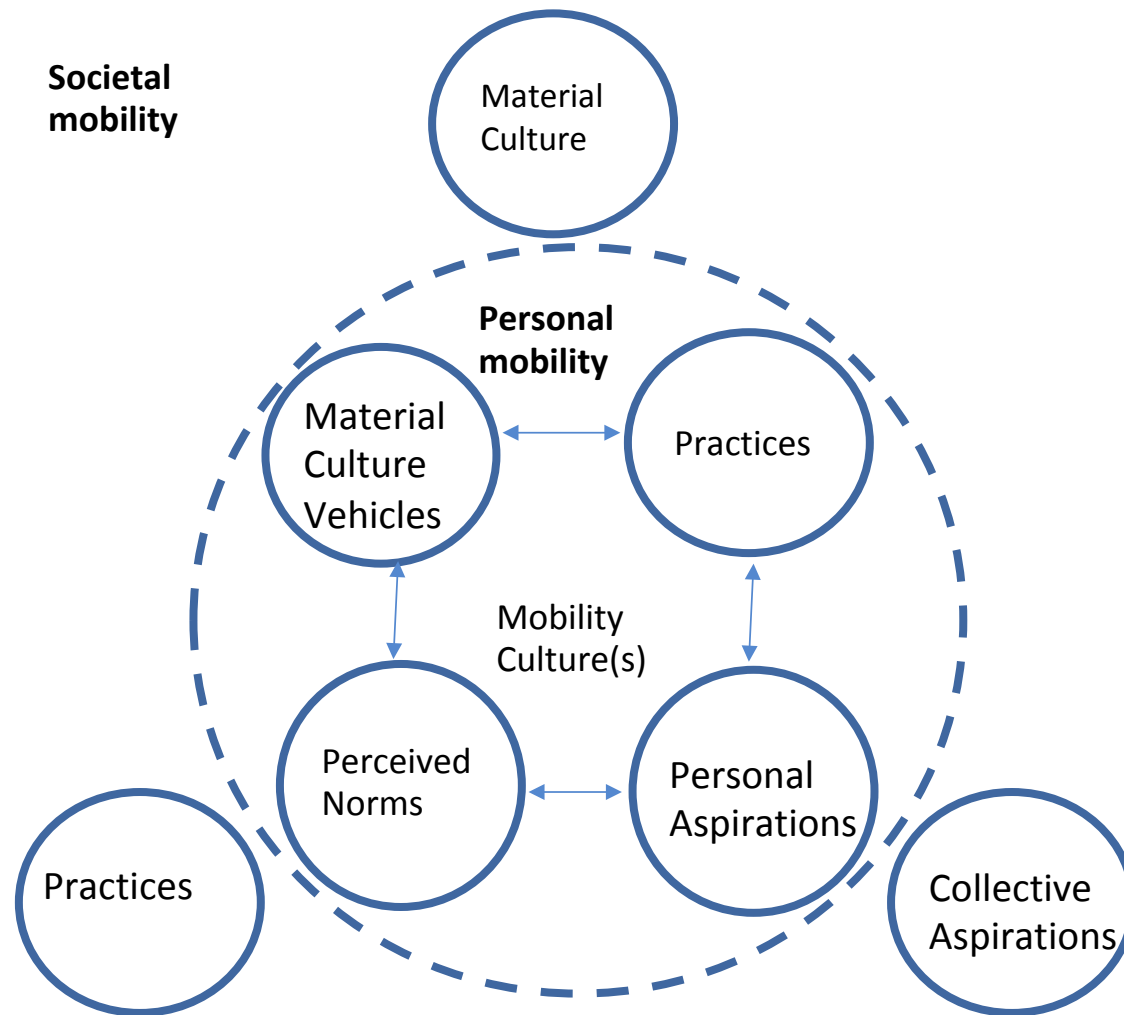 Societal
mobility
Material
Culture
Personal
mobility
Material
Culture
Vehicles
Practices
Mobility
Culture(s)
Perceived
Norms
Personal
Aspirations
Practices
Collective
Aspirations